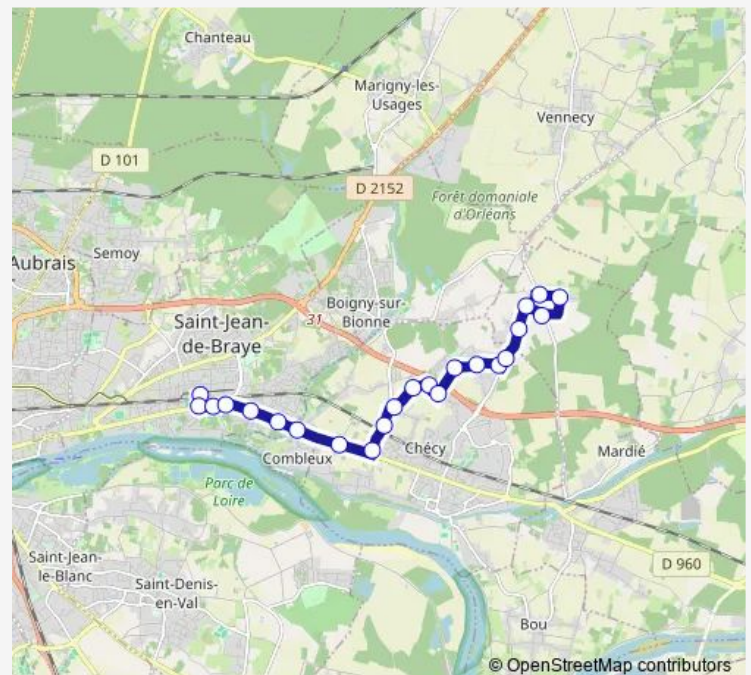 Chanteau
Marigny-les-
Usages
Vennecy
D 101
D 2152
Forêt domaniale
d'Orléans
Semoy
Aubrais
Boigny-sur-
Bionne
31
Saint-Jean-
de-Braye
Chécy
Mardié
Combleux
Parc de
Loire
Saint-Jean-
le-Blanc
Saint-Denis-
en-Val
D 960
Bou
© OpenStreetMap contributors